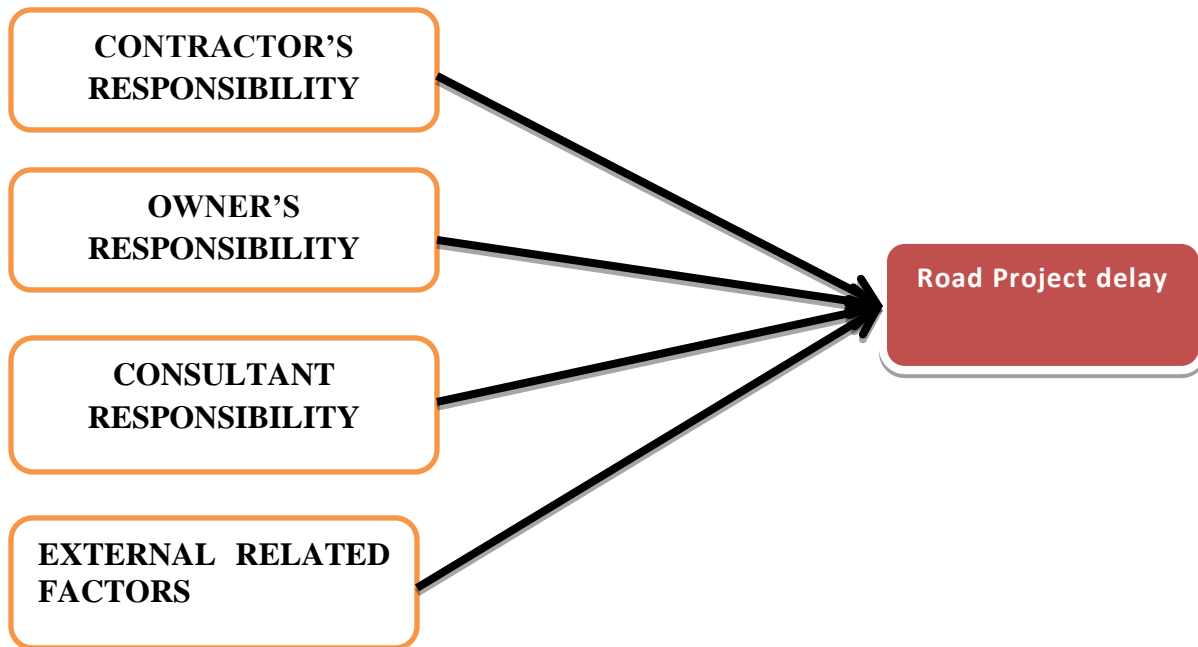 CONTRACTOR’S
RESPONSIBILITY
OWNER’S
RESPONSIBILITY
CONSULTANT
RESPONSIBILITY
EXTERNAL RELATED
FACTORS
Road Project delay